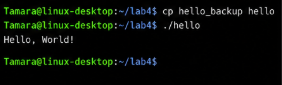 Tamara@linux-desktop:~/lab4$ cp hello_backup hello
Tamara@linux-desktop:~/lab4$ ./hello
Hello, World!
Tamara@linux-desktop:~/lab4$